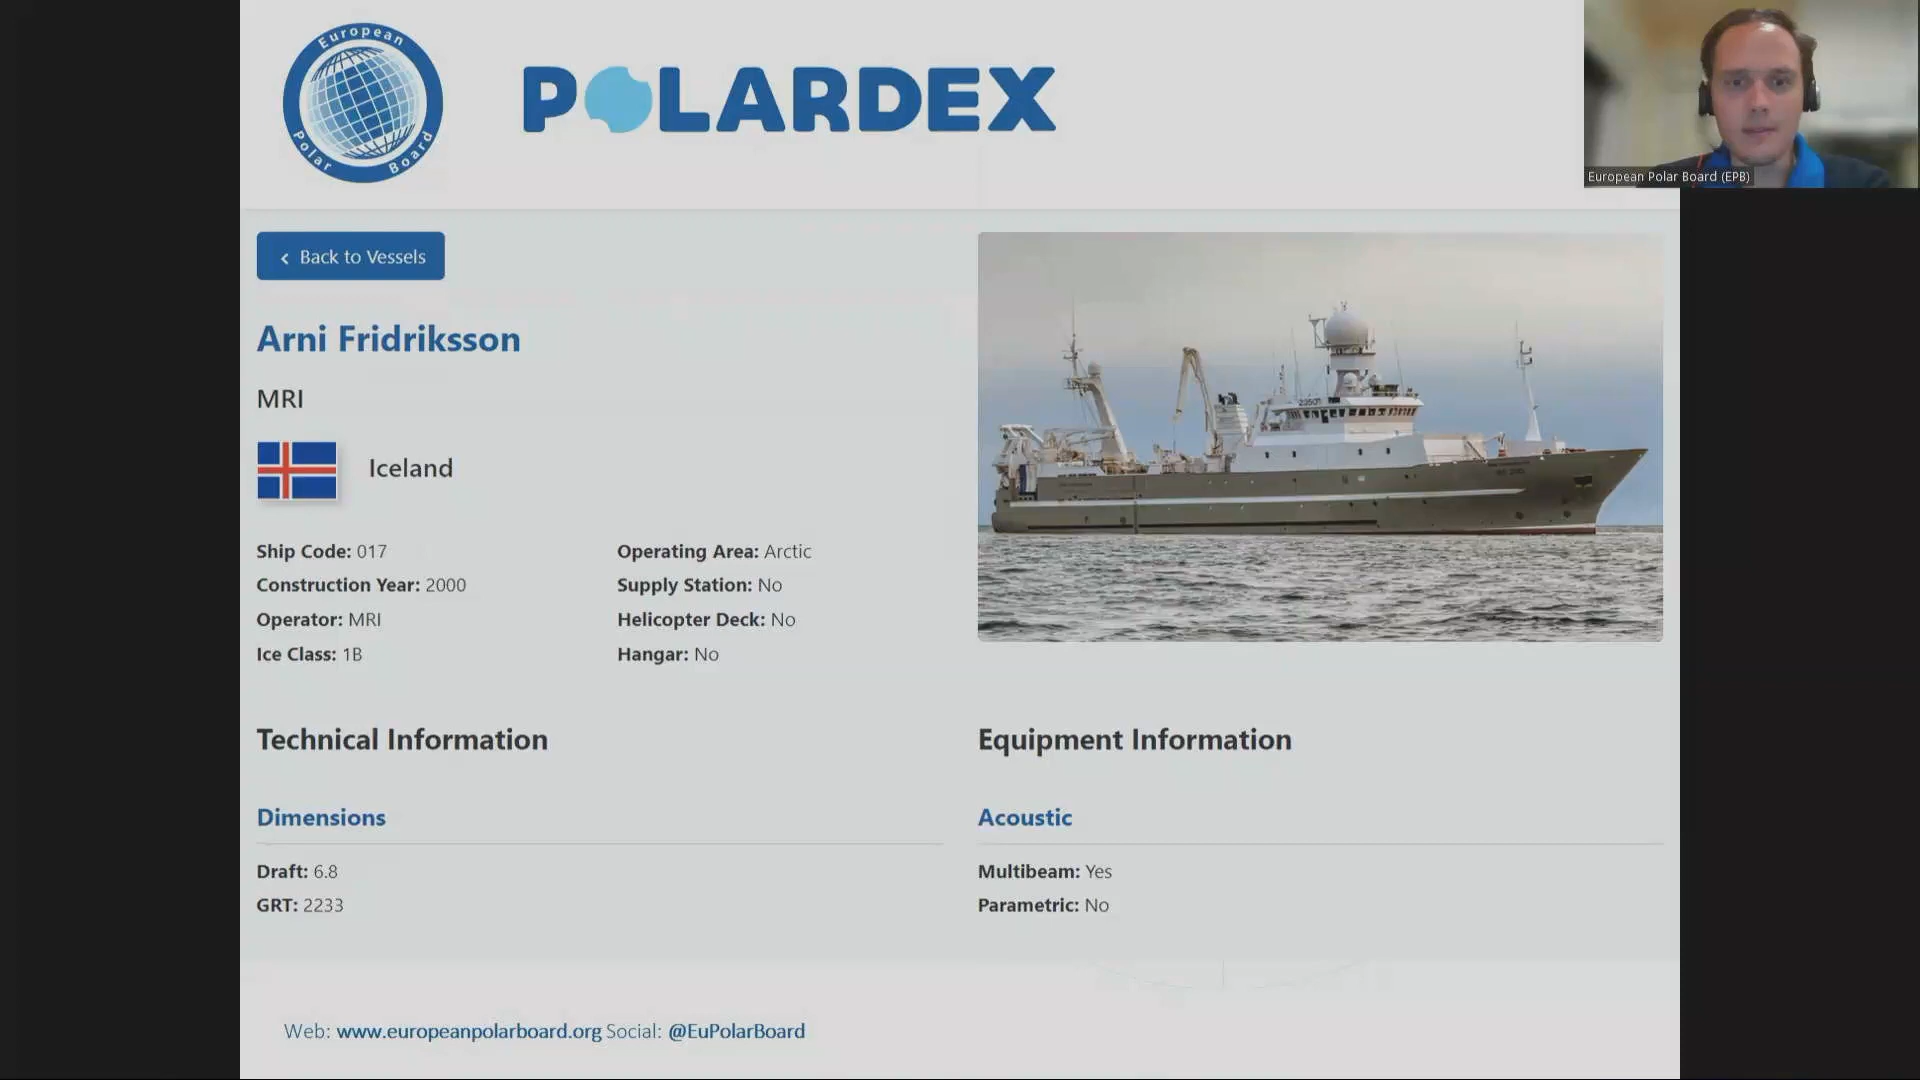 European
Polar Board
POLARDEX
European Polar Board (EPB)
Back to Vessels
Arni Fridriksson
MRI
Iceland
Ship Code: 017
Construction Year: 2000
Operator: MRI
Ice Class: 1B
Operating Area: Arctic
Supply Station: No
Helicopter Deck: No
Hangar: No
Technical Information
Dimensions
Draft: 6.8
GRT: 2233
Equipment Information
Acoustic
Multibeam: Yes
Parametric: No
Web: www.europeanpolarboard.org Social: @EuPolarBoard